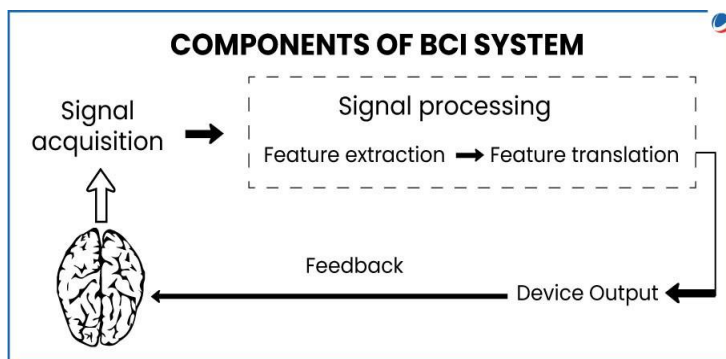 COMPONENTS OF BCI SYSTEM
Signal
acquisition
Signal processing
Feature extraction
Feature translation
Feedback
Device Output